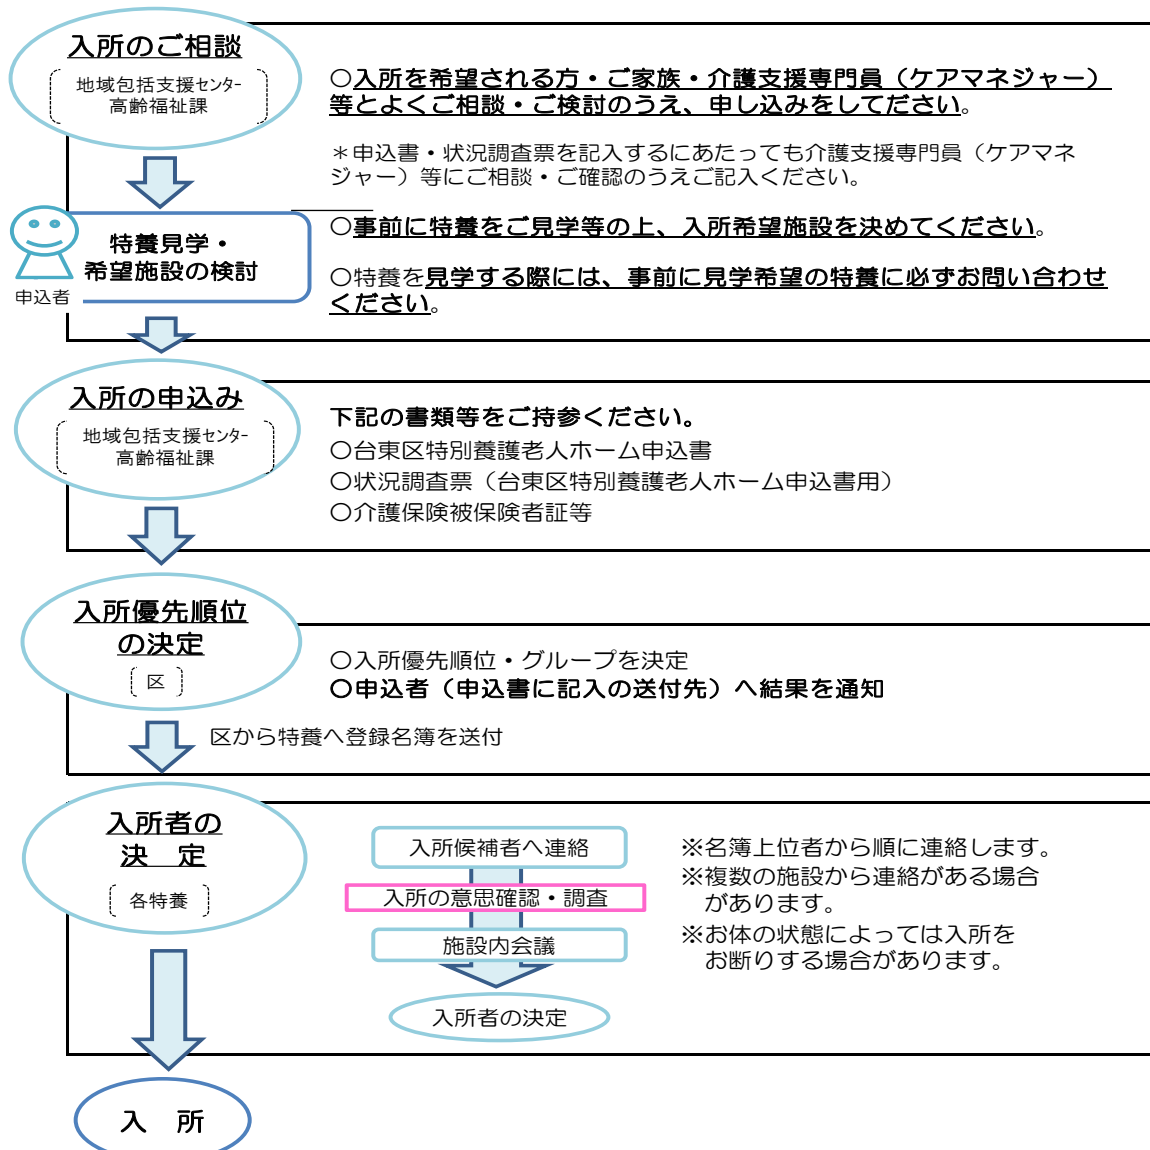 入所のご相談
地域包括支援センター
高齢福祉課
○入所を希望される方・ご家族・介護支援専門員（ケアマネジャー）
等とよくご相談・ご検討のうえ、申し込みをしてださい。
＊申込書・状況調査票を記入するにあたっても介護支援専門員（ケアマネ
ジャー）等にご相談・ご確認のうえご記入ください。
特養見学・
希望施設の検討
申込者
○事前に特養をご見学等の上、入所希望施設を決めてください。
○特養を見学する際には、事前に見学希望の特養に必ずお問い合わせ
ください。
入所の申込み
地域包括支援センター
高齢福祉課
下記の書類等をご持参ください。
○台東区特別養護老人ホーム申込書
○状況調査票（台東区特別養護老人ホーム申込書用）
○介護保険被保険者証等
入所優先順位
の決定
区
○入所優先順位・グループを決定
○申込者（申込書に記入の送付先）へ結果を通知
区から特養へ登録名簿を送付
入所者の
決　定
各特養
入所候補者へ連絡
入所の意思確認・調査
施設内会議
入所者の決定
※名簿上位者から順に連絡します。
※複数の施設から連絡がある場合
があります。
※お体の状態によっては入所を
お断りする場合があります。
入　所